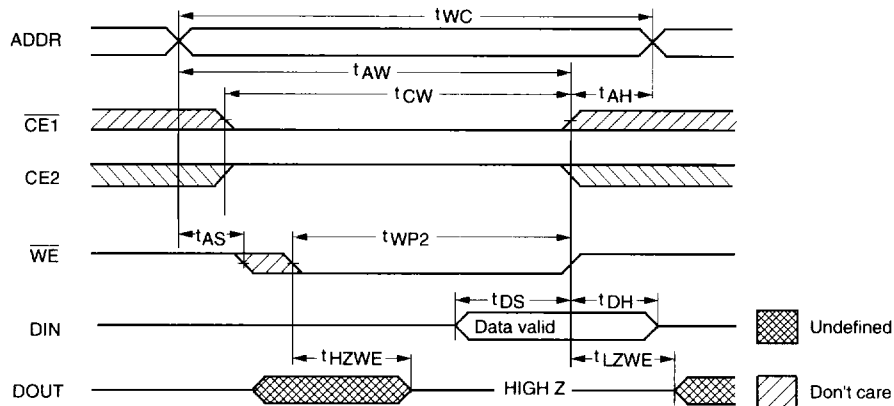 tWC
ADDR
tAW
tCW
tAH
CE1
CE2
tAS
tWP2
WE
tDS
tDH
DIN
Data valid
Undefined
tHZWE
tLZWE
DOUT
HIGH Z
Don't care